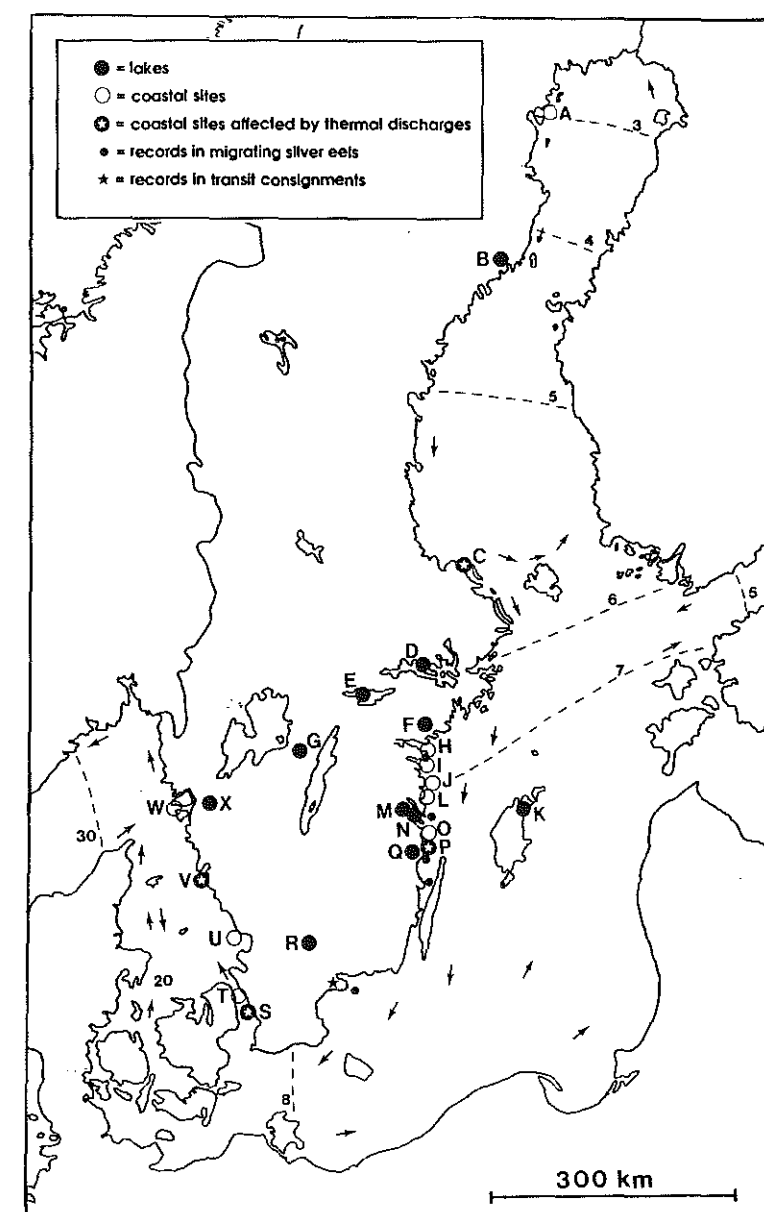 = lakes
= coastal sites
= coastal sites affected by thermal discharges
= records in migrating silver eels
= records in transit consignments
A
3
4
B
5
C
6
5
D
7
E
F
G
H
I
J
W
X
L
M
K
30
N
O
Q
P
V
U
R
20
T
S
8
300 km